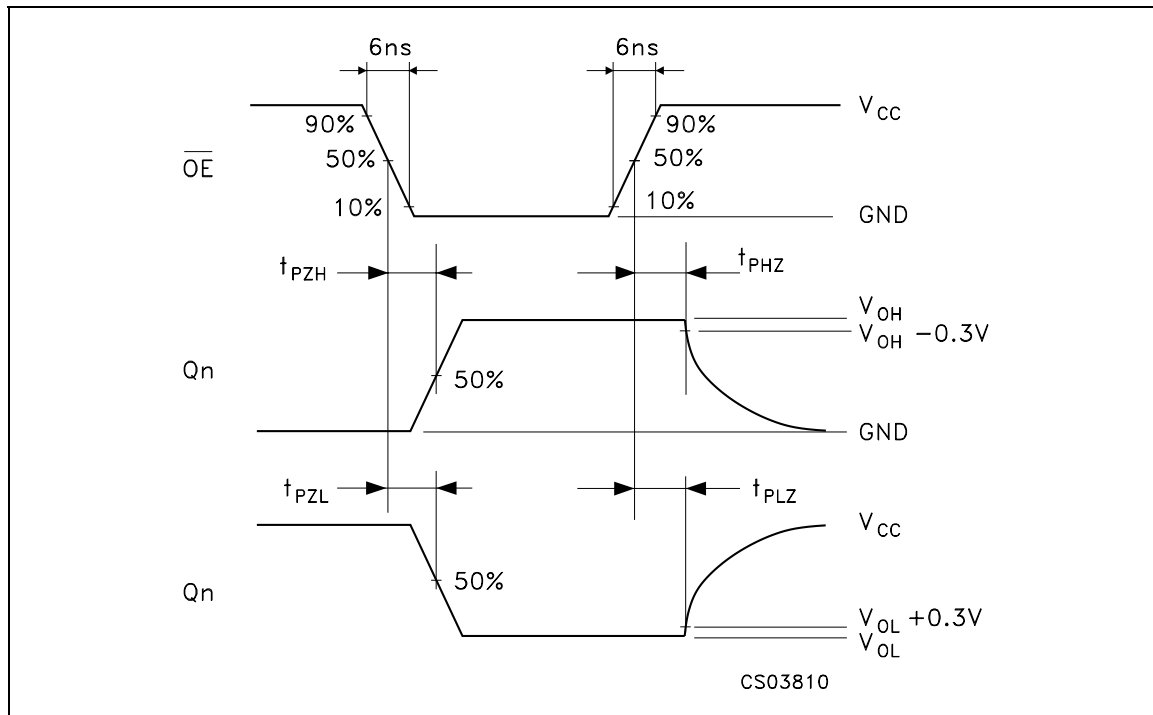 6ns 6ns
V_CC
90% 90%
O̅E̅ 50% 50%
10% 10%
GND
t_PZH t_PHZ
V_OH
V_OH -0.3V
Qn 50%
GND
t_PZL t_PLZ
V_CC
50%
Qn
V_OL +0.3V
V_OL
CS03810